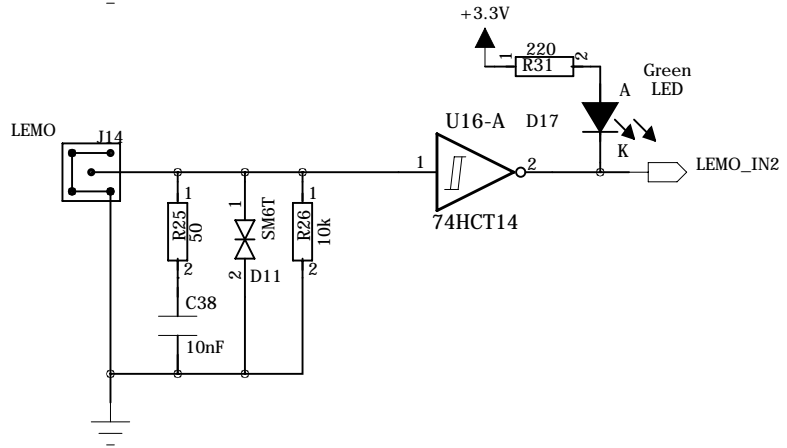 +3.3V
1
220
2
R31
Green
LED
A
LEMO
J14
U16-A
D17
K
1
2
LEMO_IN2
74HCT14
1
R25
50
2
1
SM6T
2
D11
1
R26
10k
2
C38
10nF